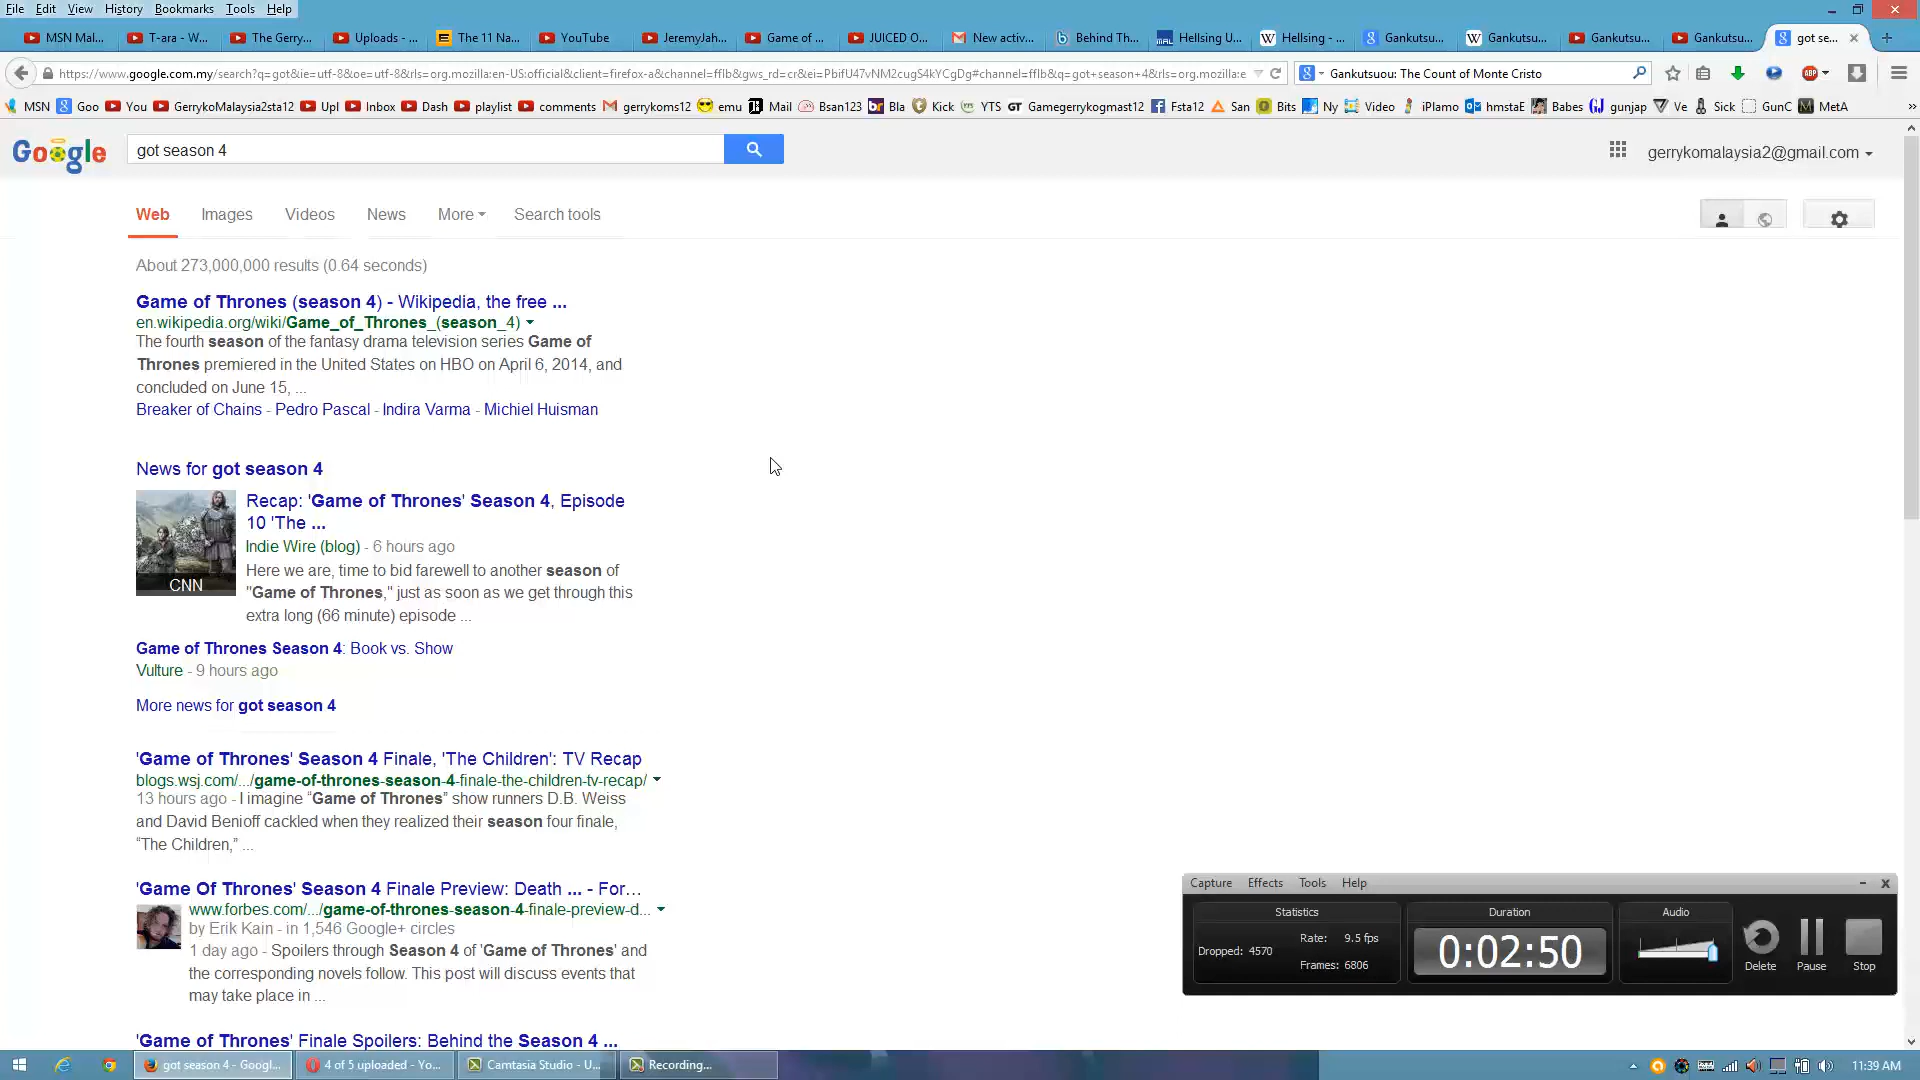 File Edit View History Bookmarks Tools Help
MSN Mal... T-ara - W... The Gerry... Uploads - ... The 11 Na... YouTube JeremyJah... Game of ... JUICED O... New activ... Behind Th... Hellsing U... Hellsing - ... Gankutsu... Gankutsu... Gankutsu... Gankutsu... got se...
https://www.google.com.my/search?q=got&ie=utf-8&oe=utf-8&rls=org.mozilla:en-US:official&client=firefox-a&channel=fflb&gws_rd=cr&ei=PbifU47vNM2cugS4kYCgDg#channel=fflb&q=got+season+4&rls=org.mozilla:e Gankutsuou: The Count of Monte Cristo
MSN Goo You GerrykoMalaysia2sta12 Upl Inbox Dash playlist comments gerrykoms12 emu Mail Bsan123 Bla Kick YTS Gamegerrykogmast12 Fsta12 San Bits Ny Video iPlamo hmstaE Babes gunjap Ve Sick GunC MetA
Google got season 4 gerrykomalaysia2@gmail.com
Web Images Videos News More Search tools
About 273,000,000 results (0.64 seconds)
Game of Thrones (season 4) - Wikipedia, the free ...
en.wikipedia.org/wiki/Game_of_Thrones_(season_4)
The fourth season of the fantasy drama television series Game of
Thrones premiered in the United States on HBO on April 6, 2014, and
concluded on June 15, ...
Breaker of Chains - Pedro Pascal - Indira Varma - Michiel Huisman
News for got season 4
Recap: 'Game of Thrones' Season 4, Episode
10 'The ...
Indie Wire (blog) - 6 hours ago
Here we are, time to bid farewell to another season of
"Game of Thrones," just as soon as we get through this
extra long (66 minute) episode ...
CNN
Game of Thrones Season 4: Book vs. Show
Vulture - 9 hours ago
More news for got season 4
'Game of Thrones' Season 4 Finale, 'The Children': TV Recap
blogs.wsj.com/.../game-of-thrones-season-4-finale-the-children-tv-recap/
13 hours ago - I imagine “Game of Thrones” show runners D.B. Weiss
and David Benioff cackled when they realized their season four finale,
“The Children,” ...
'Game Of Thrones' Season 4 Finale Preview: Death ... - For...
www.forbes.com/.../game-of-thrones-season-4-finale-preview-d...
by Erik Kain - in 1,546 Google+ circles
1 day ago - Spoilers through Season 4 of 'Game of Thrones' and
the corresponding novels follow. This post will discuss events that
may take place in ...
'Game of Thrones' Finale Spoilers: Behind the Season 4 ...
Capture Effects Tools Help
Statistics Duration Audio
Dropped: 4570 Rate: 9.5 fps
Frames: 6806
0:02:50
Delete Pause Stop
got season 4 - Googl... 4 of 5 uploaded - Yo... Camtasia Studio - U... Recording... 11:39 AM